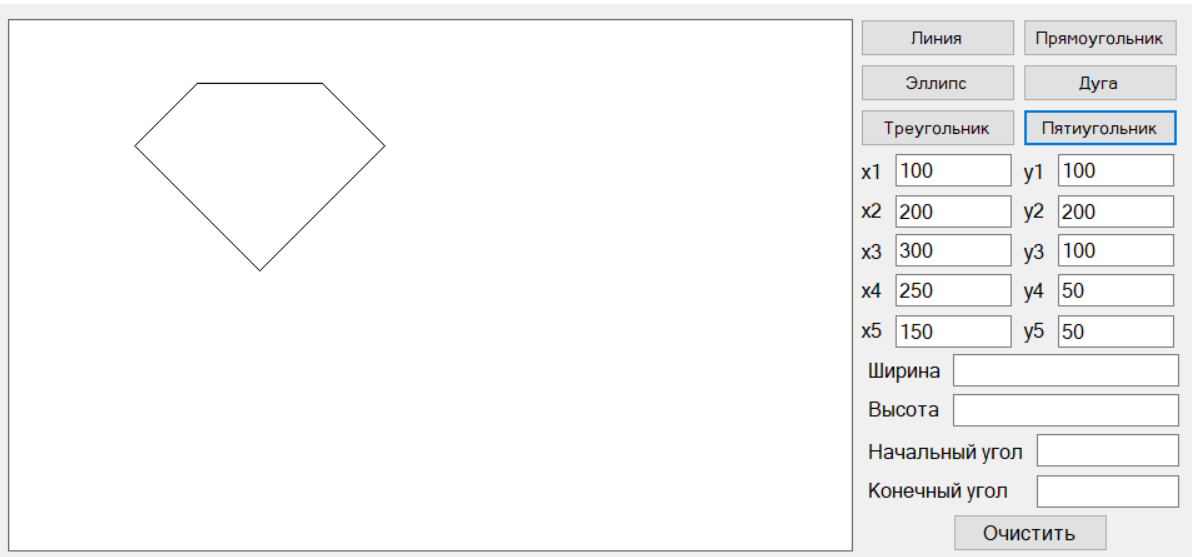 Линия Прямоугольник
Эллипс Дуга
Треугольник Пятиугольник
x1 100 y1 100
x2 200 y2 200
x3 300 y3 100
x4 250 y4 50
x5 150 y5 50
Ширина
Высота
Начальный угол
Конечный угол
Очистить